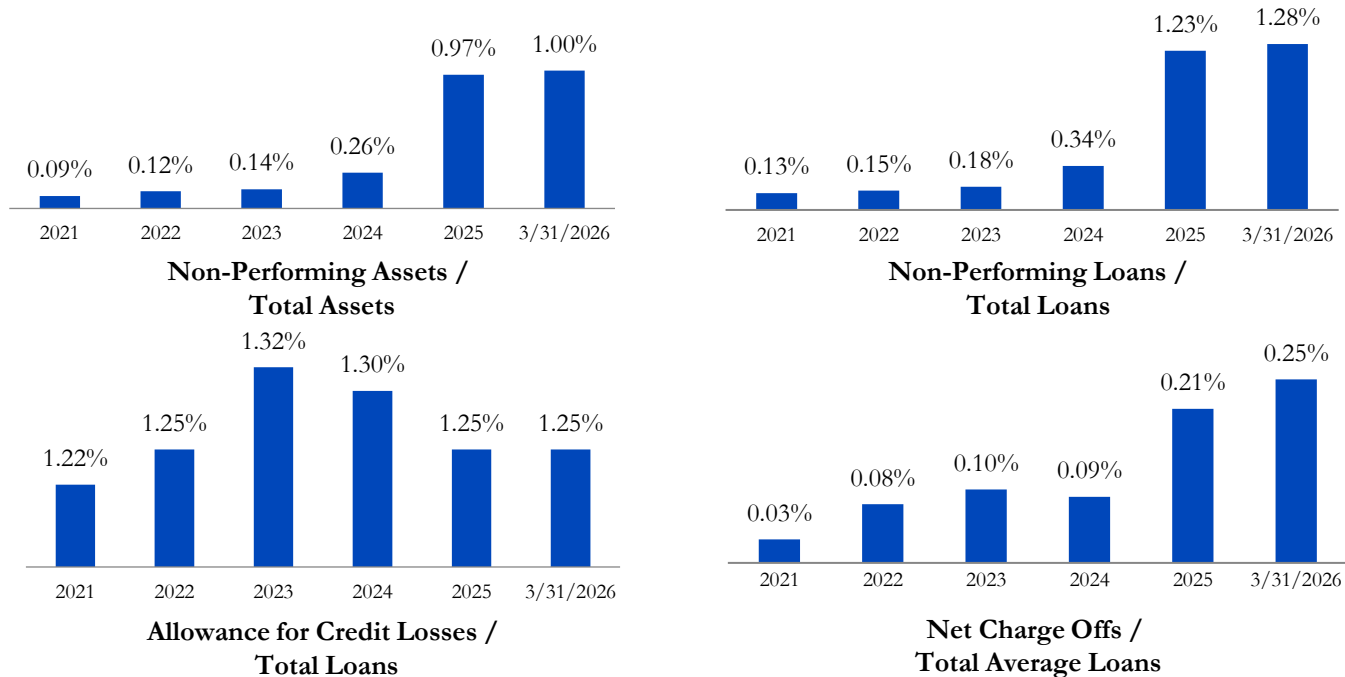 0.09%
0.12%
0.14%
0.26%
0.97%
1.00%
2021 2022 2023 2024 2025 3/31/2026
Non-Performing Assets /
Total Assets
0.13%
0.15%
0.18%
0.34%
1.23%
1.28%
2021 2022 2023 2024 2025 3/31/2026
Non-Performing Loans /
Total Loans
1.22%
1.25%
1.32%
1.30%
1.25%
1.25%
2021 2022 2023 2024 2025 3/31/2026
Allowance for Credit Losses /
Total Loans
0.03%
0.08%
0.10%
0.09%
0.21%
0.25%
2021 2022 2023 2024 2025 3/31/2026
Net Charge Offs /
Total Average Loans